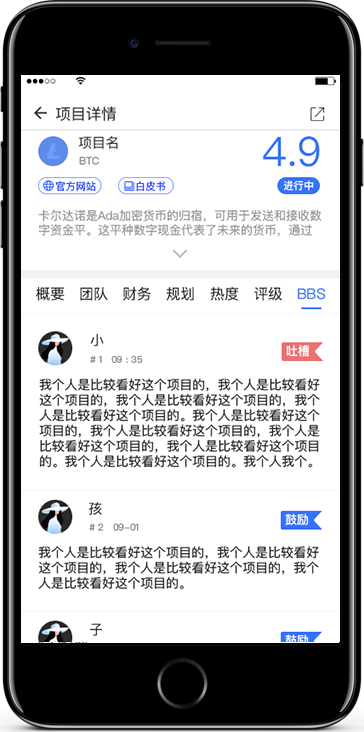 项目详情
项目名
BTC
4.9
官方网站
白皮书
进行中
卡尔达诺是Ada加密货币的归宿，可用于发送和接收数
字资金平。这平种数字现金代表了未来的货币，通过
概要 团队 财务 规划 热度 评级 BBS
小
#1 09：35
吐槽
我个人是比较看好这个项目的，我个人是比较看好
这个项目的，我个人是比较看好这个项目的，我个
人是比较看好这个项目的。我个人是比较看好这个
项目的，我个人是比较看好这个项目的，我个人是
比较看好这个项目的，我个人是比较看好这个项目
的。我个人是比较看好这个项目的。我个人我个。
孩
#2 09-01
鼓励
我个人是比较看好这个项目的，我个人是比较看好
这个项目的，我个人是比较看好这个项目的，我个
人是比较看好这个项目的。
子
鼓励